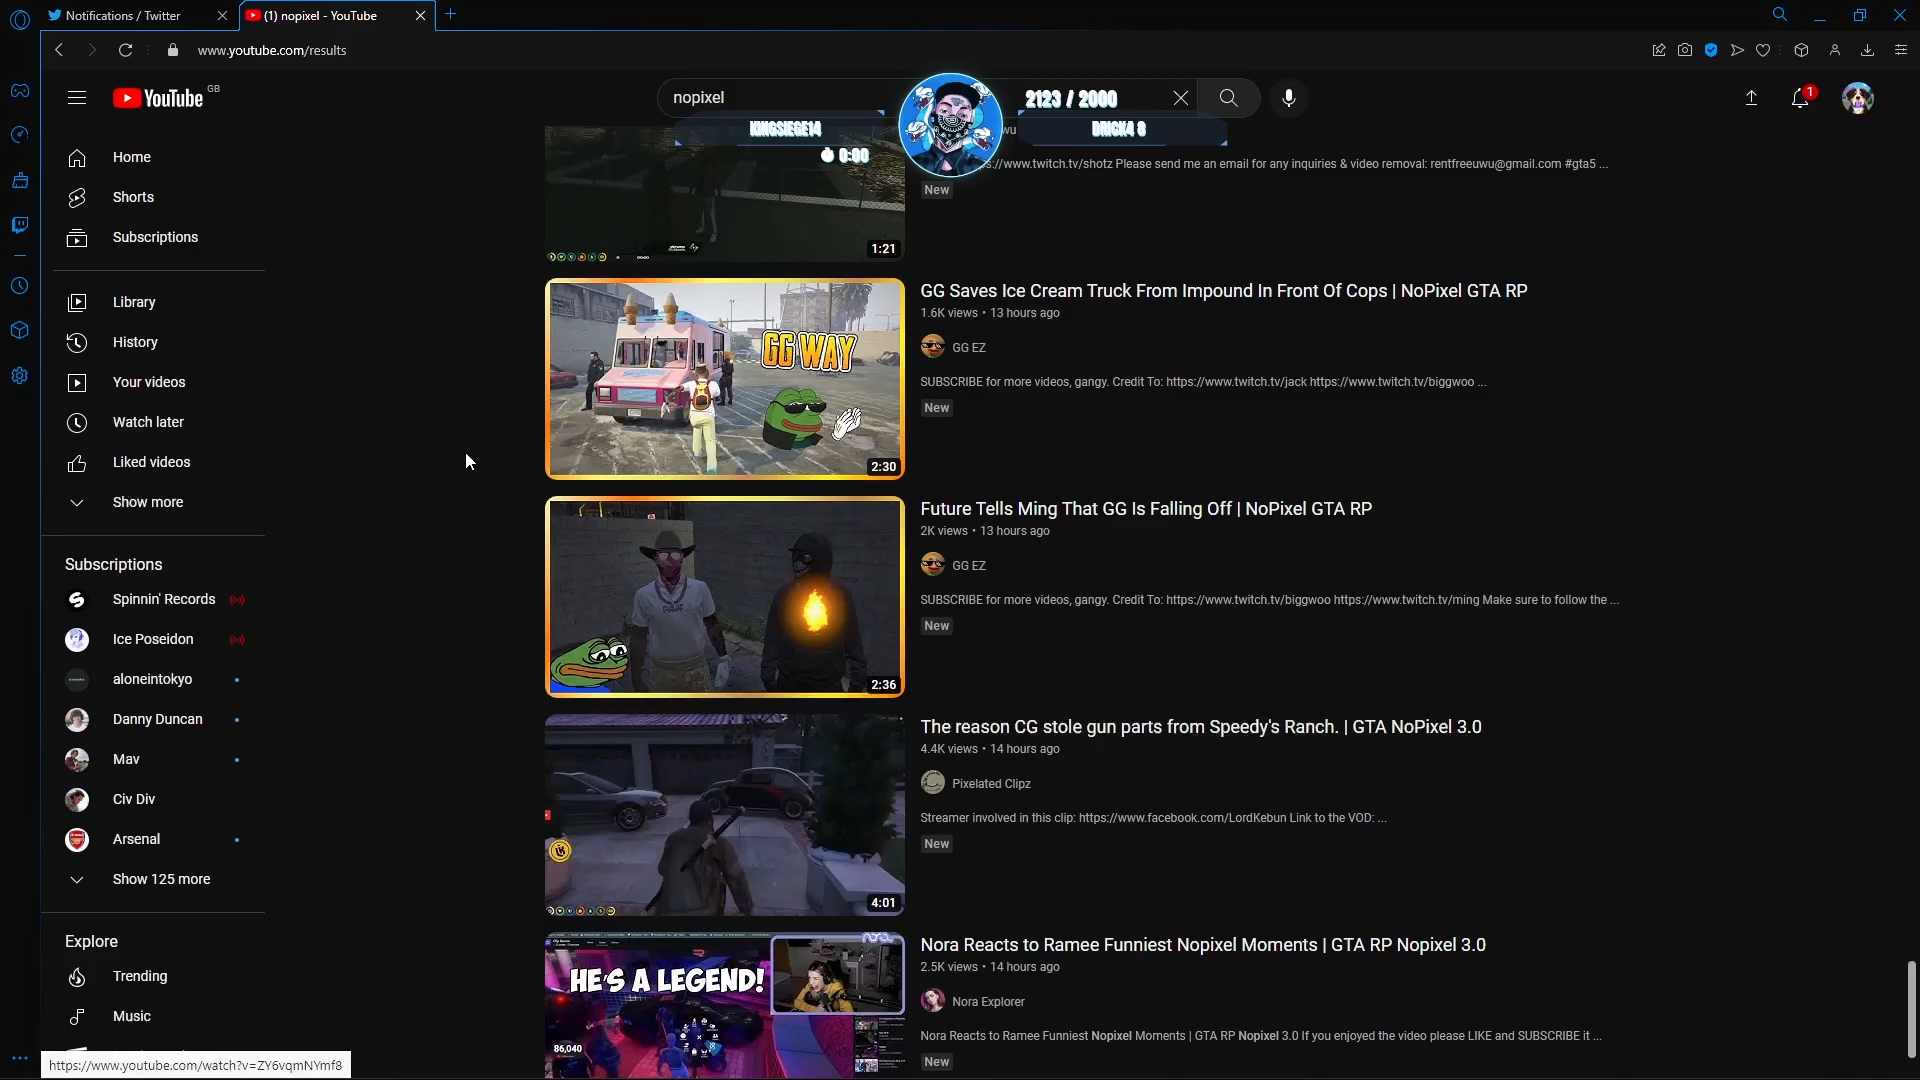 Notifications / Twitter
(1) nopixel - YouTube
www.youtube.com/results
YouTube
GB
nopixel
2123 / 2000
KINGSIEGE14
DRICK4 8
0:00
1
Home
Shorts
Subscriptions
Library
History
Your videos
Watch later
Liked videos
Show more
Subscriptions
Spinnin' Records
Ice Poseidon
aloneintokyo
Danny Duncan
Mav
Civ Div
Arsenal
Show 125 more
Explore
Trending
Music
https://www.youtube.com/watch?v=ZY6vqmNYmf8
s://www.twitch.tv/shotz Please send me an email for any inquiries & video removal: rentfreeuwu@gmail.com #gta5 ...
New
1:21
GG WAY
2:30
GG Saves Ice Cream Truck From Impound In Front Of Cops | NoPixel GTA RP
1.6K views • 13 hours ago
GG EZ
SUBSCRIBE for more videos, gangy. Credit To: https://www.twitch.tv/jack https://www.twitch.tv/biggwoo ...
New
2:36
Future Tells Ming That GG Is Falling Off | NoPixel GTA RP
2K views • 13 hours ago
GG EZ
SUBSCRIBE for more videos, gangy. Credit To: https://www.twitch.tv/biggwoo https://www.twitch.tv/ming Make sure to follow the ...
New
4:01
The reason CG stole gun parts from Speedy's Ranch. | GTA NoPixel 3.0
4.4K views • 14 hours ago
Pixelated Clipz
Streamer involved in this clip: https://www.facebook.com/LordKebun Link to the VOD: ...
New
HE'S A LEGEND!
86,040
Nora Reacts to Ramee Funniest Nopixel Moments | GTA RP Nopixel 3.0
2.5K views • 14 hours ago
Nora Explorer
Nora Reacts to Ramee Funniest Nopixel Moments | GTA RP Nopixel 3.0 If you enjoyed the video please LIKE and SUBSCRIBE it ...
New